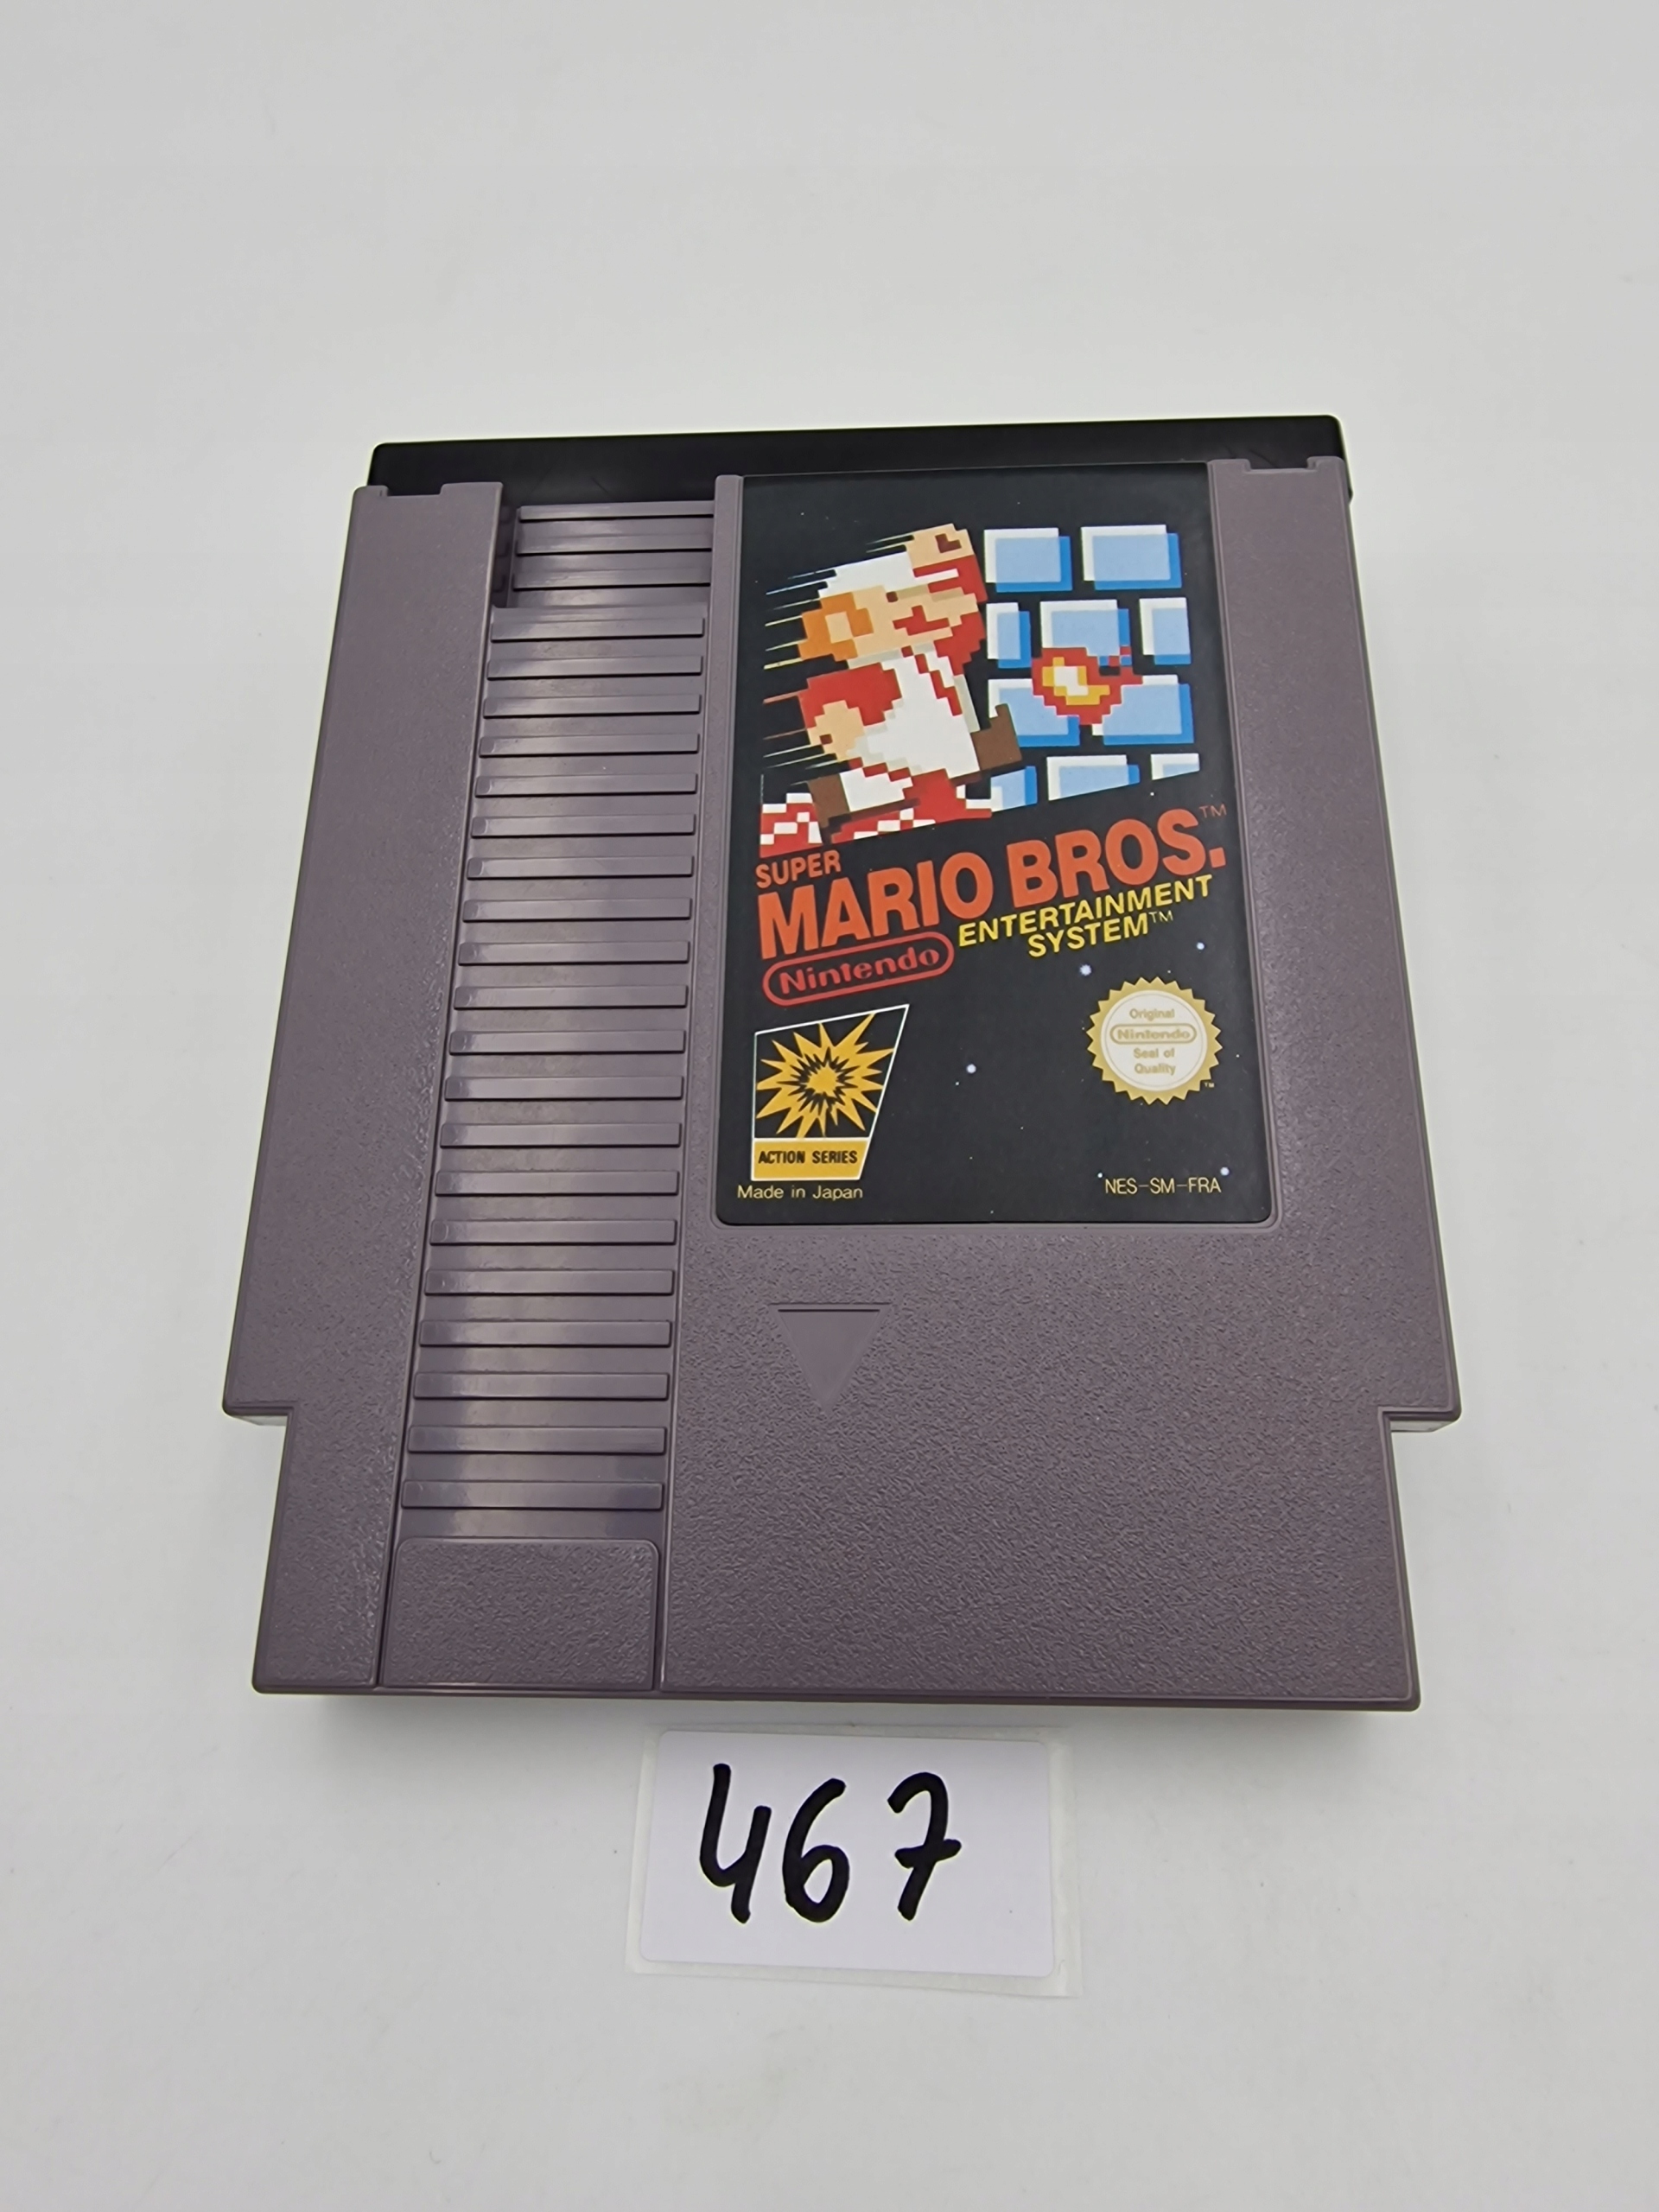 SUPER
MARIO BROS.™
Nintendo ENTERTAINMENT
SYSTEM™
Original
Nintendo
Seal of
Quality
™
ACTION SERIES
Made in Japan
NES-SM-FRA
467